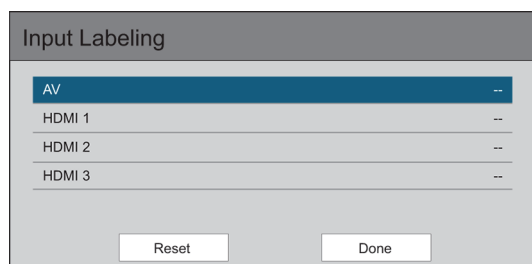 Input Labeling
AV --
HDMI 1 --
HDMI 2 --
HDMI 3 --
Reset Done